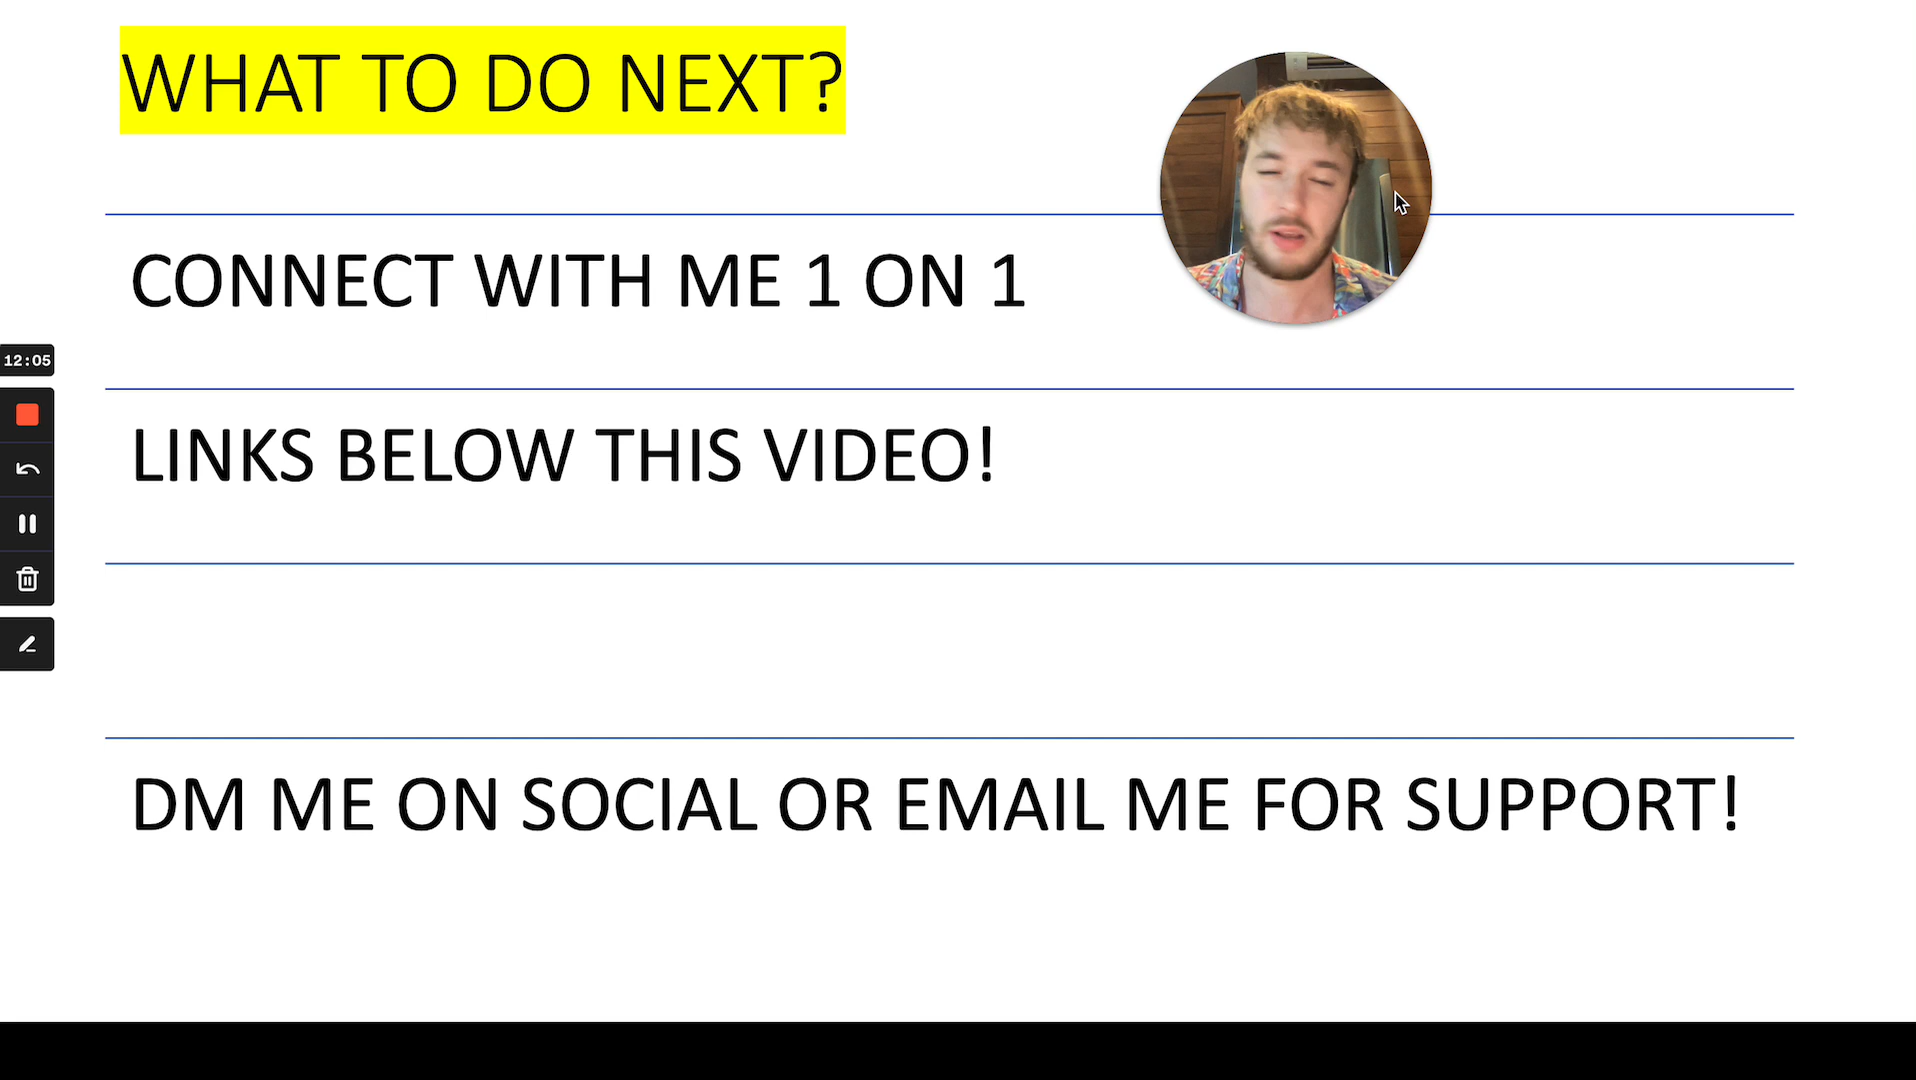 WHAT TO DO NEXT?
CONNECT WITH ME 1 ON 1
12:05
LINKS BELOW THIS VIDEO!
DM ME ON SOCIAL OR EMAIL ME FOR SUPPORT!